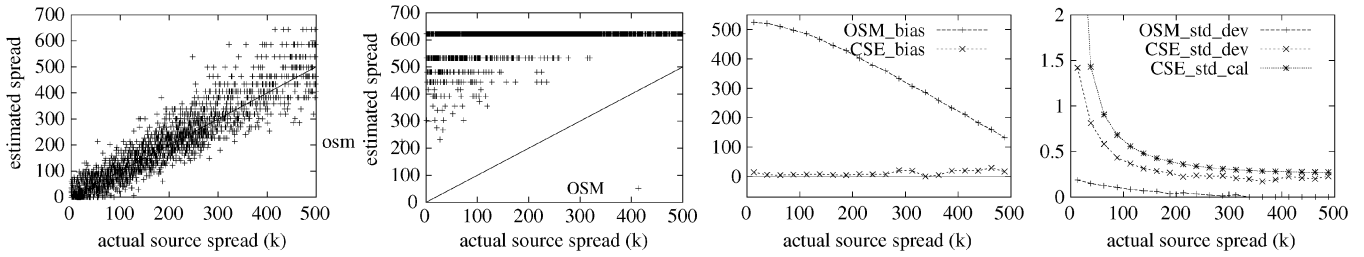 700
600
500
400
300
200
100
0
estimated spread
0 100 200 300 400 500
actual source spread (k)
osm
700
600
500
400
300
200
100
0
estimated spread
OSM
0 100 200 300 400 500
actual source spread (k)
500
400
300
200
100
0
OSM_bias
CSE_bias
0 100 200 300 400 500
actual source spread (k)
2
1.5
1
0.5
0
OSM_std_dev
CSE_std_dev
CSE_std_cal
0 100 200 300 400 500
actual source spread (k)